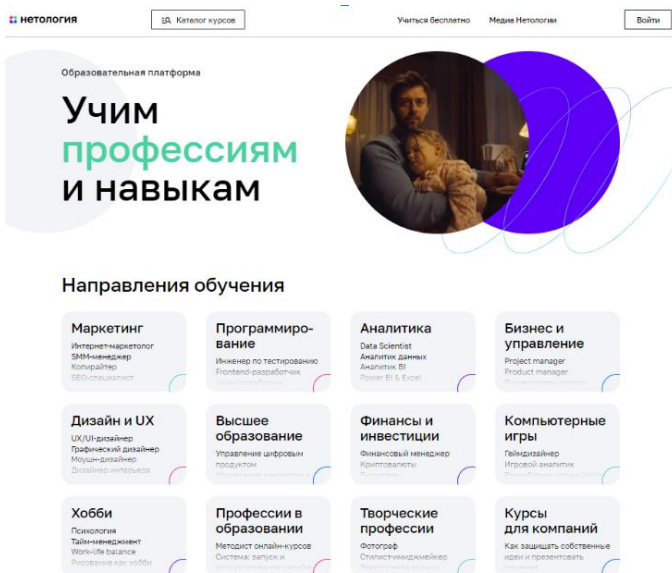 нетология
Каталог курсов
Учиться бесплатно
Медиа Нетологии
Войти
Образовательная платформа
Учим
профессиям
и навыкам
Направления обучения
Маркетинг
Интернет-маркетолог
SMM-менеджер
Копирайтер
SEO-специалист
Программиро-
вание
Инженер по тестированию
Frontend-разработчик
Аналитика
Data Scientist
Аналитик данных
Аналитик BI
Power BI & Excel
Бизнес и
управление
Project manager
Product manager
Дизайн и UX
UX/UI-дизайнер
Графический дизайнер
Моушн-дизайнер
Дизайнер интерьера
Высшее
образование
Управление цифровым
продуктом
Финансы и
инвестиции
Финансовый менеджер
Криптовалюты
Компьютерные
игры
Геймдизайнер
Игровой аналитик
Хобби
Психология
Тайм-менеджмент
Work-life balance
Рисование как хобби
Профессии в
образовании
Методист онлайн-курсов
Система: запуск и
Творческие
профессии
Фотограф
Стилист-имиджмейкер
Курсы
для компаний
Как защищать собственные
идеи и презентовать